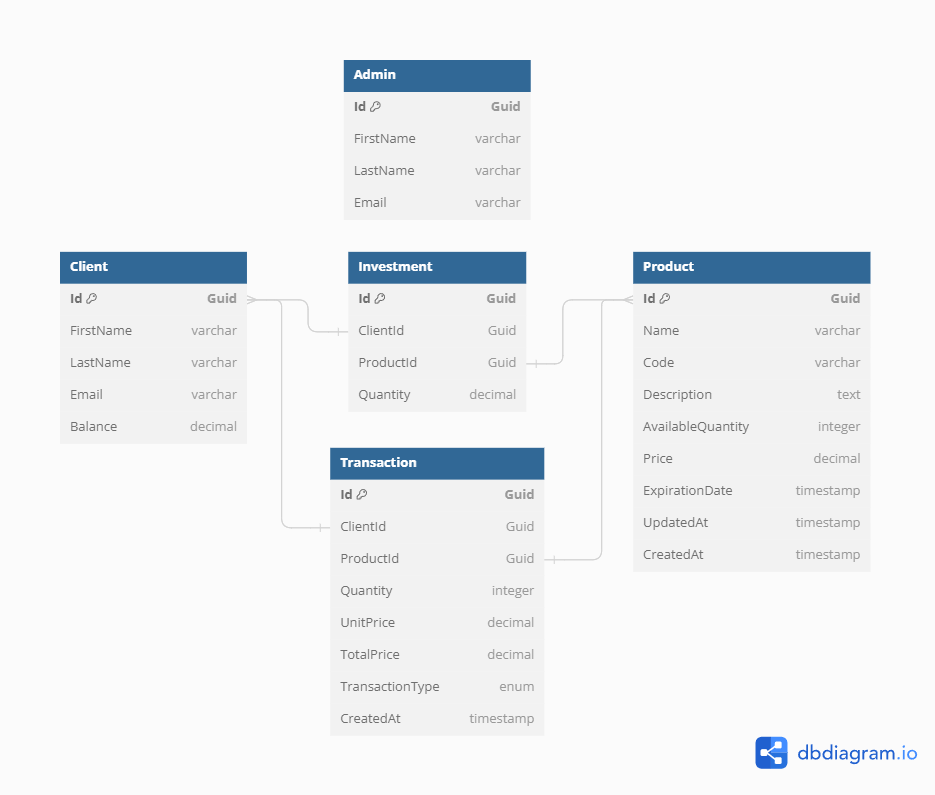 Admin
Id Guid
FirstName varchar
LastName varchar
Email varchar
Client
Id Guid
FirstName varchar
LastName varchar
Email varchar
Balance decimal
Investment
Id Guid
ClientId Guid
ProductId Guid
Quantity decimal
Product
Id Guid
Name varchar
Code varchar
Description text
AvailableQuantity integer
Price decimal
ExpirationDate timestamp
UpdatedAt timestamp
CreatedAt timestamp
Transaction
Id Guid
ClientId Guid
ProductId Guid
Quantity integer
UnitPrice decimal
TotalPrice decimal
TransactionType enum
CreatedAt timestamp
dbdiagram.io